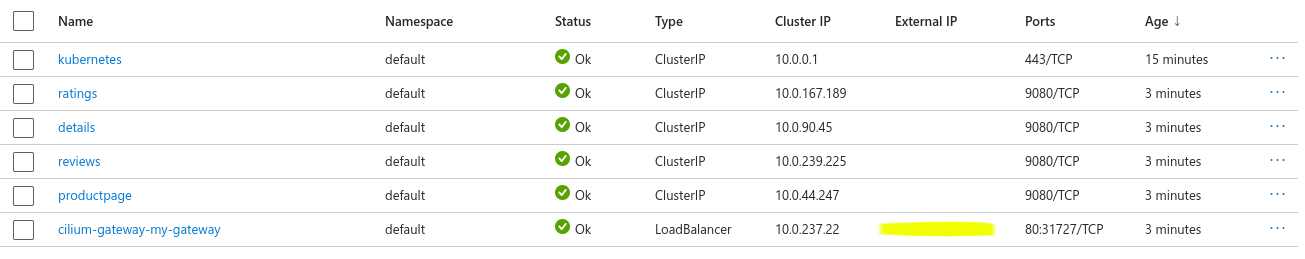 Name Namespace Status Type Cluster IP External IP Ports Age ↓
kubernetes default Ok ClusterIP 10.0.0.1 443/TCP 15 minutes ...
ratings default Ok ClusterIP 10.0.167.189 9080/TCP 3 minutes ...
details default Ok ClusterIP 10.0.90.45 9080/TCP 3 minutes ...
reviews default Ok ClusterIP 10.0.239.225 9080/TCP 3 minutes ...
productpage default Ok ClusterIP 10.0.44.247 9080/TCP 3 minutes ...
cilium-gateway-my-gateway default Ok LoadBalancer 10.0.237.22 80:31727/TCP 3 minutes ...